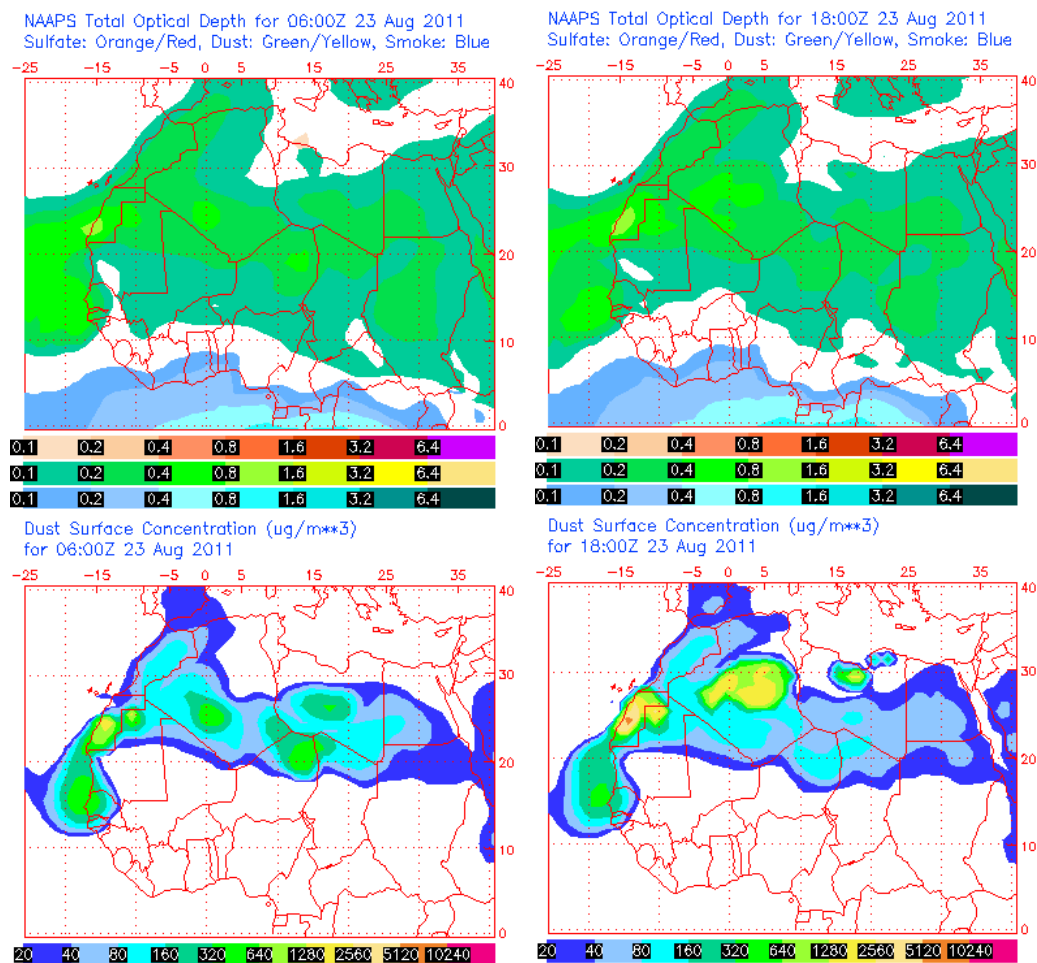 NAAPS Total Optical Depth for 06:00Z 23 Aug 2011
Sulfate: Orange/Red, Dust: Green/Yellow, Smoke: Blue
-25 -15 -5 0 5 15 25 35
40
30
20
10
0
0.1 0.2 0.4 0.8 1.6 3.2 6.4
0.1 0.2 0.4 0.8 1.6 3.2 6.4
0.1 0.2 0.4 0.8 1.6 3.2 6.4
NAAPS Total Optical Depth for 18:00Z 23 Aug 2011
Sulfate: Orange/Red, Dust: Green/Yellow, Smoke: Blue
-25 -15 -5 0 5 15 25 35
40
30
20
10
0
0.1 0.2 0.4 0.8 1.6 3.2 6.4
0.1 0.2 0.4 0.8 1.6 3.2 6.4
0.1 0.2 0.4 0.8 1.6 3.2 6.4
Dust Surface Concentration (ug/m**3)
for 06:00Z 23 Aug 2011
-25 -15 -5 0 5 15 25 35
40
30
20
10
0
20 40 80 160 320 640 1280 2560 5120 10240
Dust Surface Concentration (ug/m**3)
for 18:00Z 23 Aug 2011
-25 -15 -5 0 5 15 25 35
40
30
20
10
0
20 40 80 160 320 640 1280 2560 5120 10240